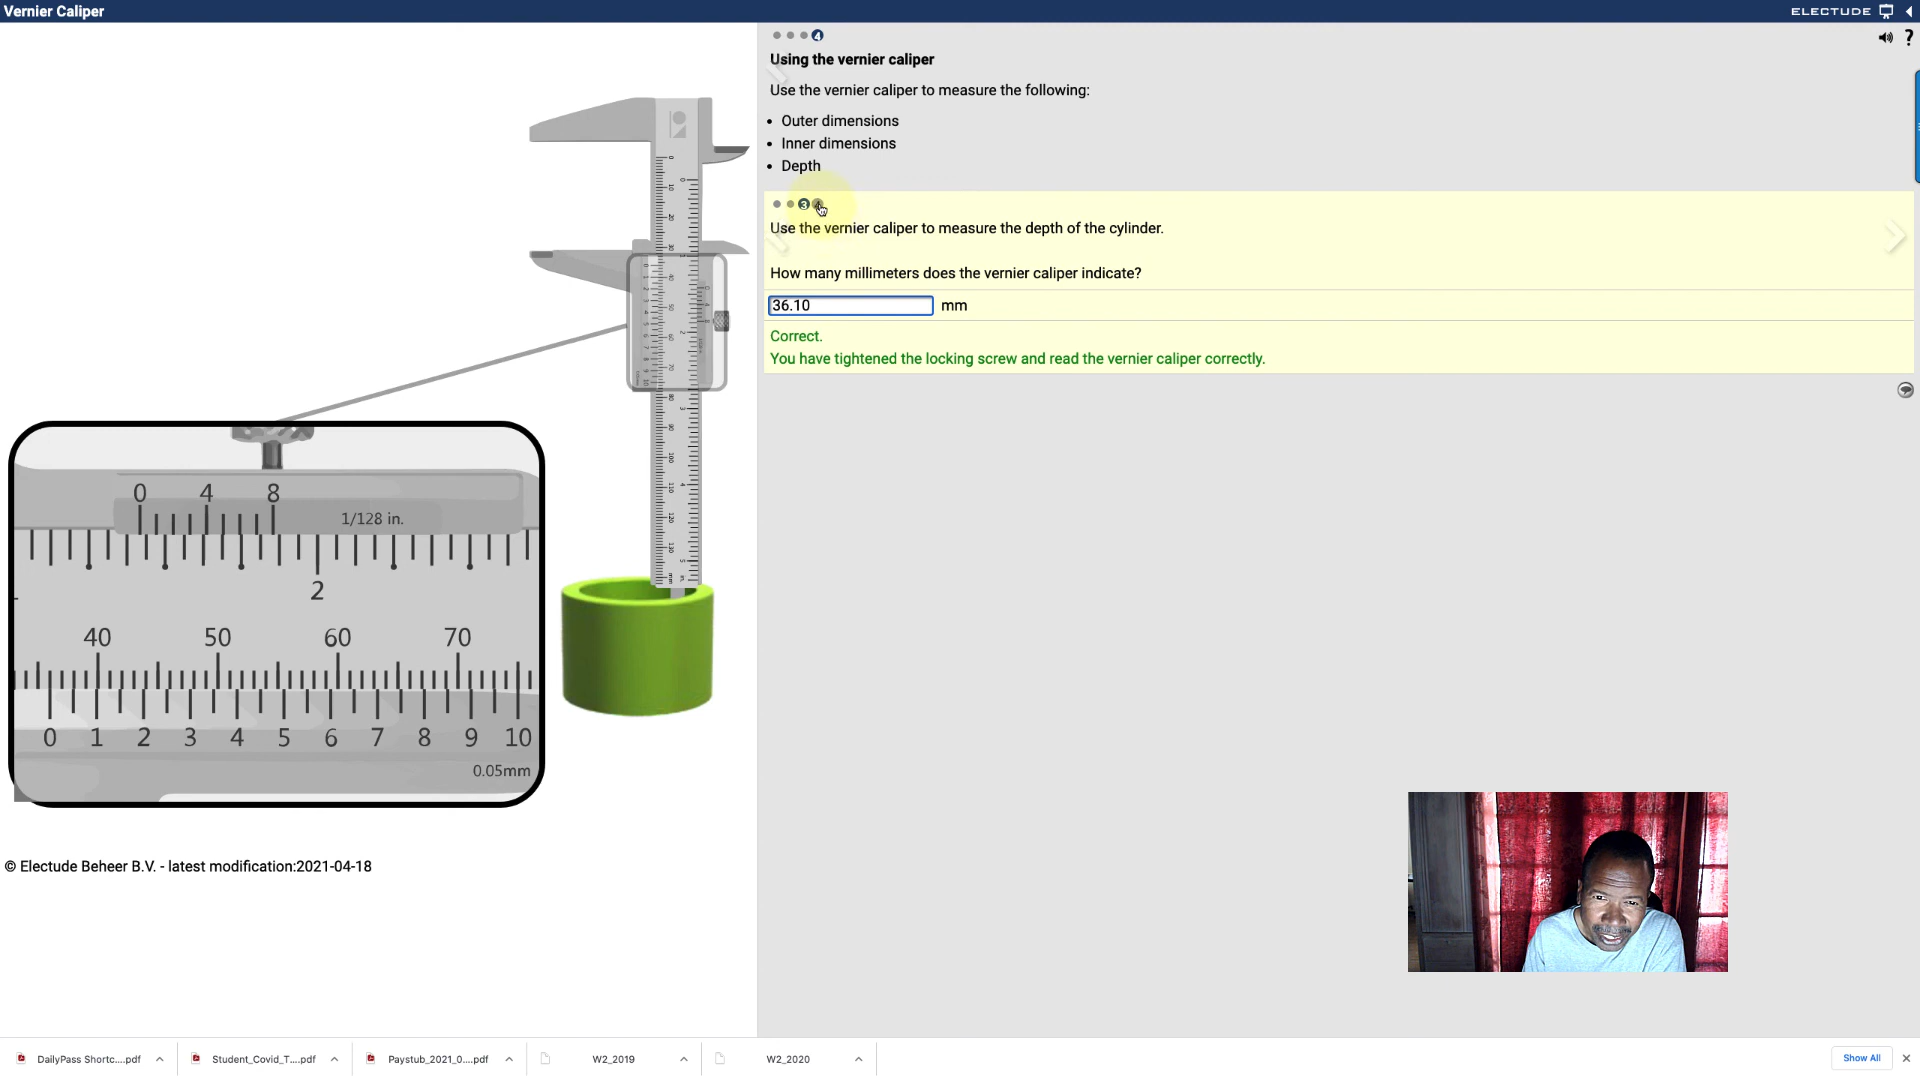 Vernier Caliper
ELECTUDE
4
?
Using the vernier caliper
Use the vernier caliper to measure the following:
• Outer dimensions
• Inner dimensions
• Depth
3
Use the vernier caliper to measure the depth of the cylinder.
How many millimeters does the vernier caliper indicate?
36.10 mm
Correct.
You have tightened the locking screw and read the vernier caliper correctly.
0 4 8
1/128 in.
2
40 50 60 70
0 1 2 3 4 5 6 7 8 9 10
0.05mm
© Electude Beheer B.V. - latest modification:2021-04-18
DailyPass Shortc....pdf
Student_Covid_T....pdf
Paystub_2021_0....pdf
W2_2019
W2_2020
Show All